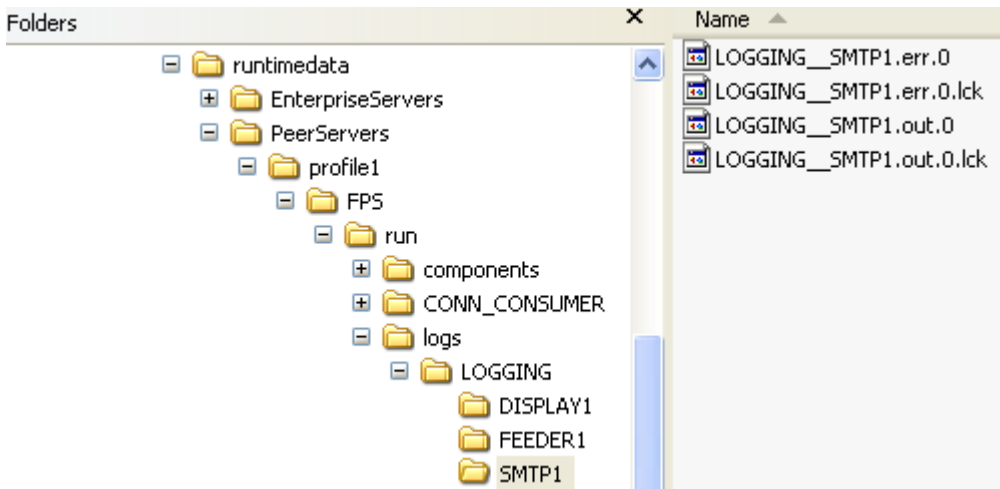 Folders
runtimedata
EnterpriseServers
PeerServers
profile1
FPS
run
components
CONN_CONSUMER
logs
LOGGING
DISPLAY1
FEEDER1
SMTP1
Name
LOGGING__SMTP1.err.0
LOGGING__SMTP1.err.0.lck
LOGGING__SMTP1.out.0
LOGGING__SMTP1.out.0.lck